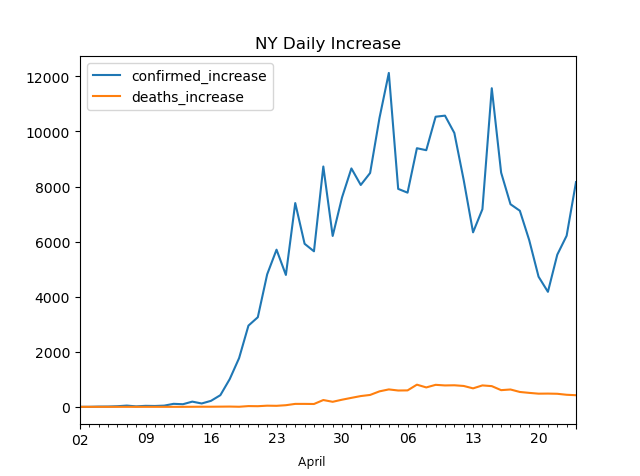 NY Daily Increase
confirmed_increase
deaths_increase
12000
10000
8000
6000
4000
2000
0
02 09 16 23 30 06 13 20
April